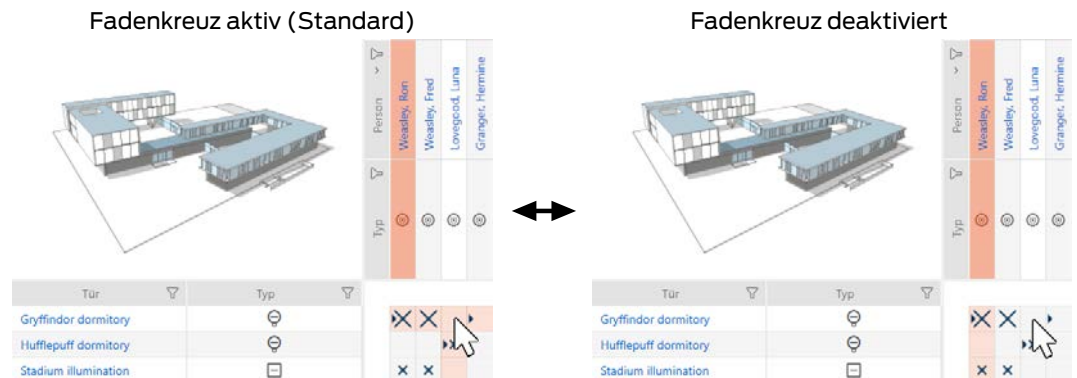 Fadenkreuz aktiv (Standard)
Person
Weasley, Ron
Weasley, Fred
Lovegood, Luna
Granger, Hermine
Typ
Tür Typ
Gryffindor dormitory
Hufflepuff dormitory
Stadium illumination
Fadenkreuz deaktiviert
Person
Weasley, Ron
Weasley, Fred
Lovegood, Luna
Granger, Hermine
Typ
Tür Typ
Gryffindor dormitory
Hufflepuff dormitory
Stadium illumination